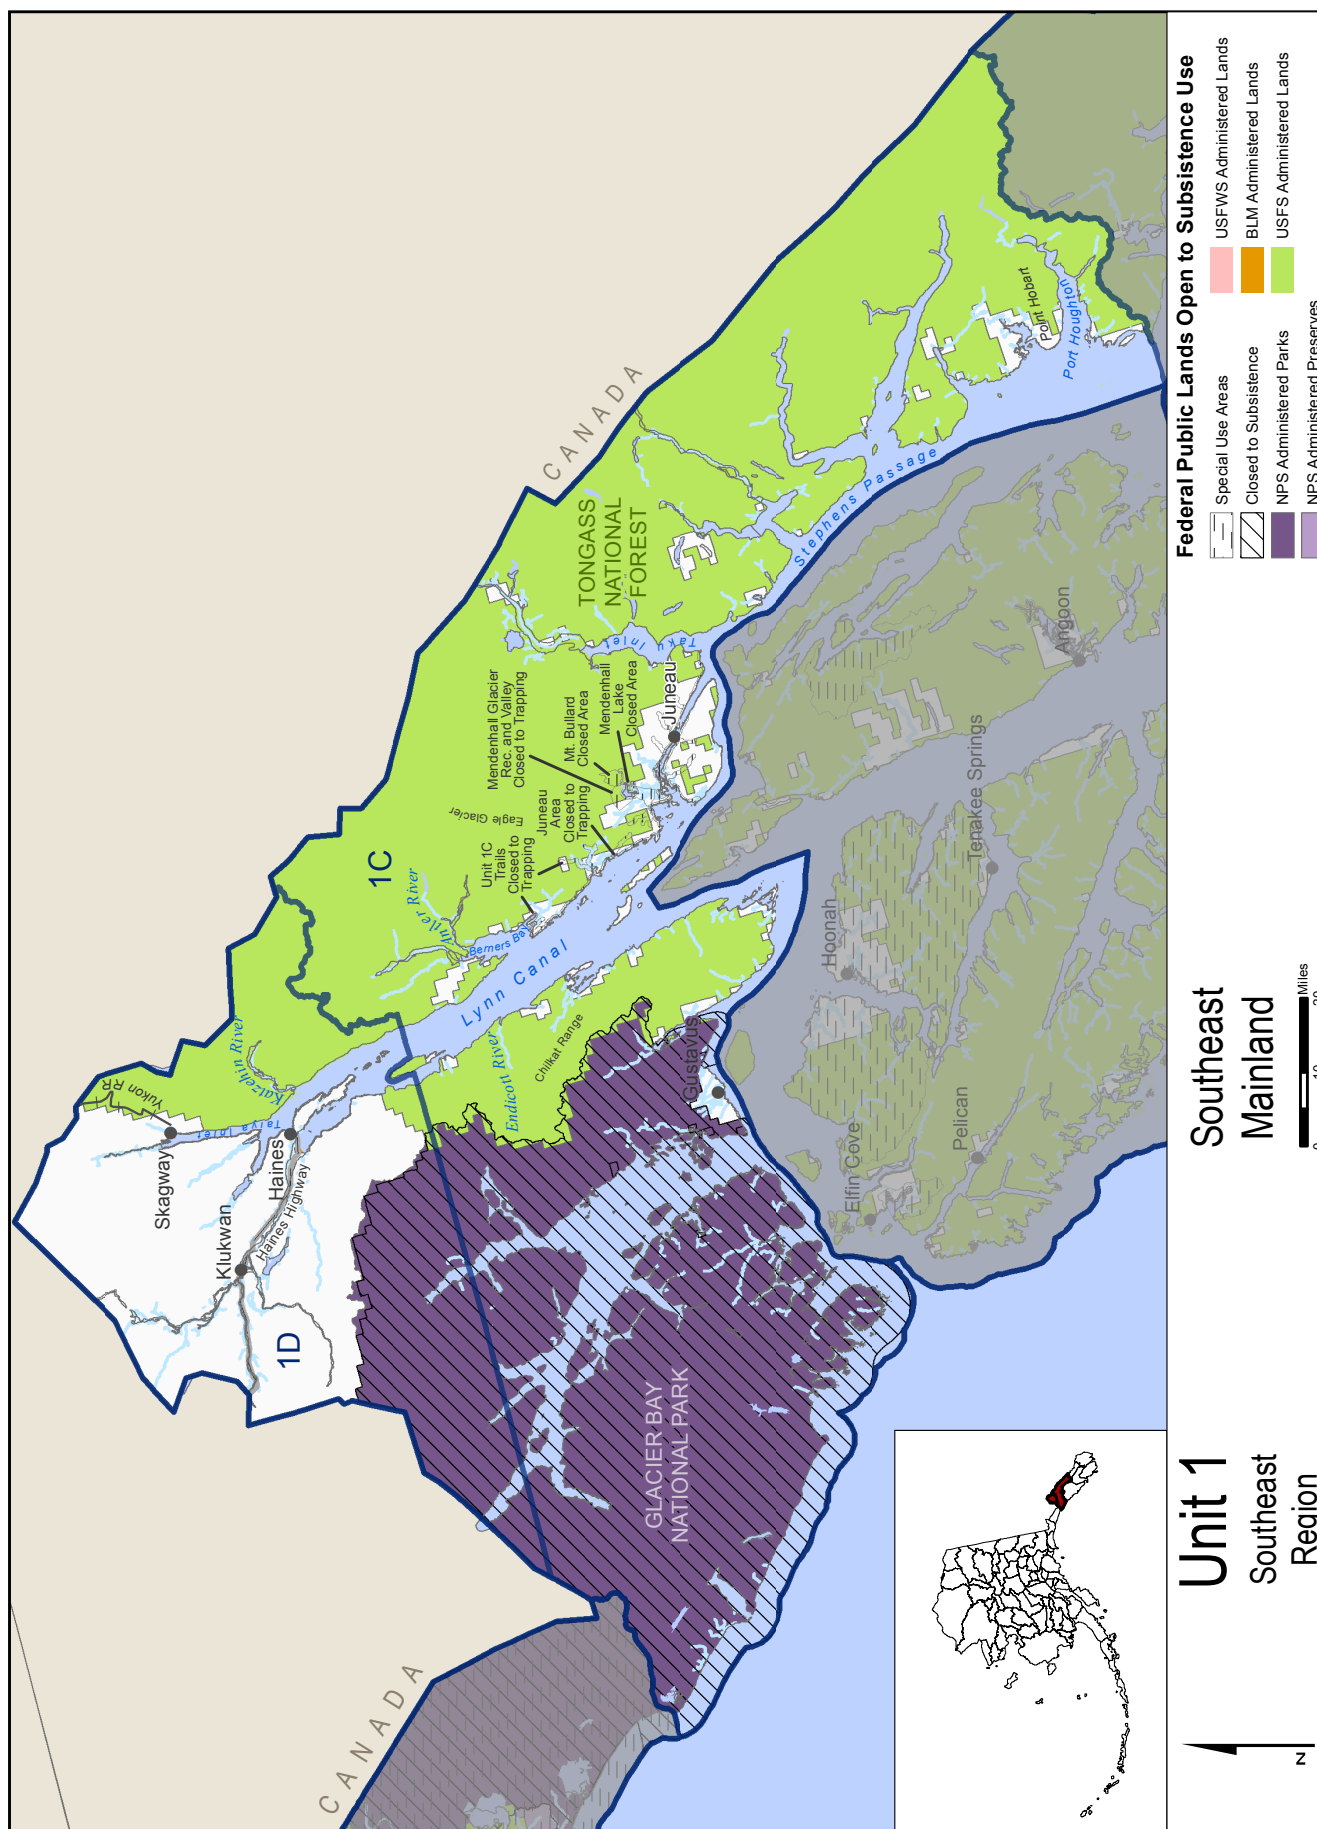 CANADA
CANADA
Skagway
Yukon RR
Taiya Inlet
Katzehin River
Klukwan
Haines
Haines Highway
1D
1C
Antler River
Berners Bay
Lynn Canal
Endicott River
Chilkat Range
Eagle Glacier
Unit 1C
Trails
Closed to
Trapping
Juneau
Area
Closed to
Trapping
Mendenhall Glacier
Rec. and Valley
Closed to Trapping
Mt. Bullard
Closed Area
Mendenhall
Lake
Closed Area
Juneau
TONGASS
NATIONAL
FOREST
Taku Inlet
Stephens Passage
Point Hobart
Port Houghton
GLACIER BAY
NATIONAL PARK
Gustavus
Elfin Cove
Pelican
Hoonah
Tenakee Springs
Angoon
Unit 1
Southeast
Region
Southeast
Mainland
Miles
Federal Public Lands Open to Subsistence Use
Special Use Areas
Closed to Subsistence
NPS Administered Parks
NPS Administered Preserves
USFWS Administered Lands
BLM Administered Lands
USFS Administered Lands
N